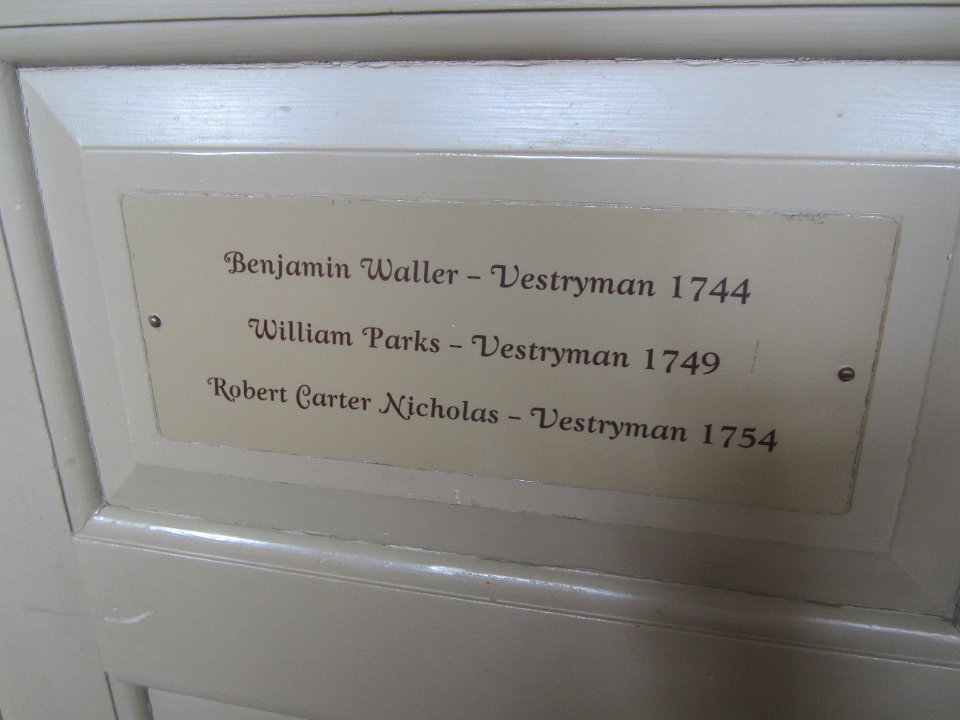 Benjamin Waller – Vestryman 1744
William Parks – Vestryman 1749
Robert Carter Nicholas – Vestryman 1754